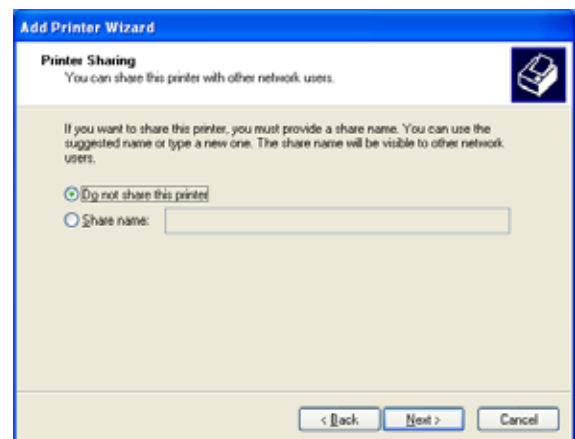 Add Printer Wizard
Printer Sharing
You can share this printer with other network users.
If you want to share this printer, you must provide a share name. You can use the
suggested name or type a new one. The share name will be visible to other network
users.
Do not share this printer
Share name:
< Back
Next >
Cancel